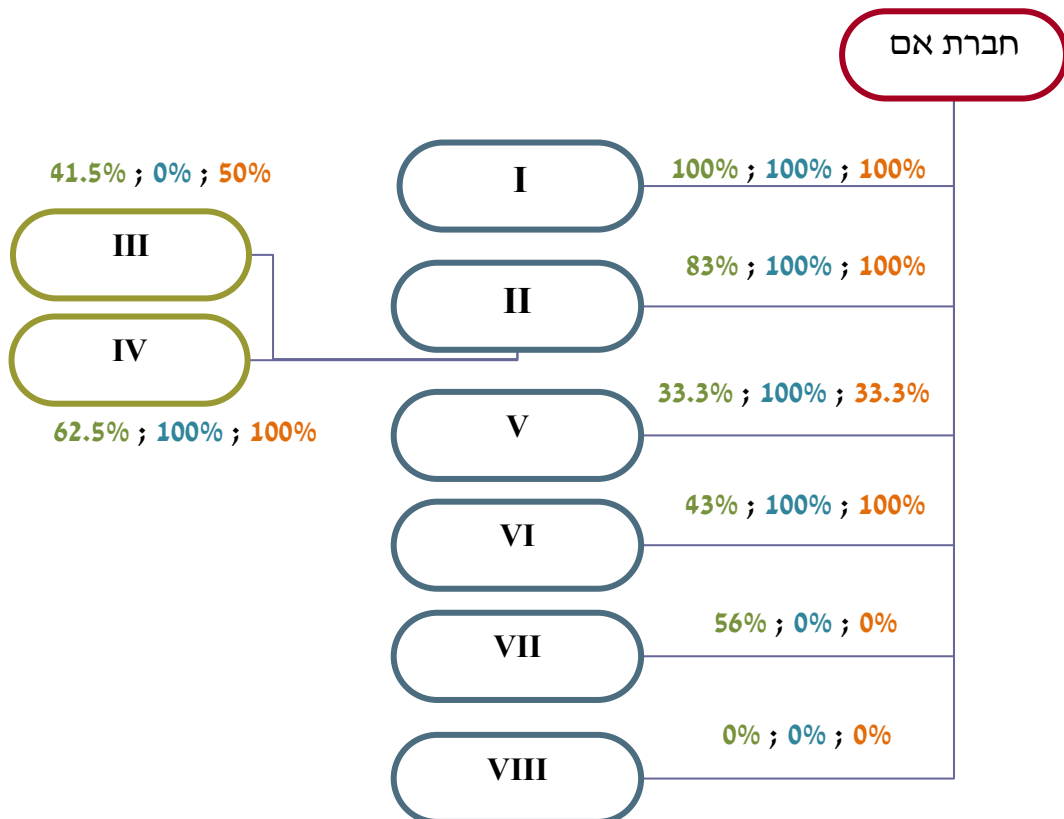 חברת אם
I
100% ; 100% ; 100%
41.5% ; 0% ; 50%
III
83% ; 100% ; 100%
II
IV
62.5% ; 100% ; 100%
33.3% ; 100% ; 33.3%
V
43% ; 100% ; 100%
VI
56% ; 0% ; 0%
VII
0% ; 0% ; 0%
VIII